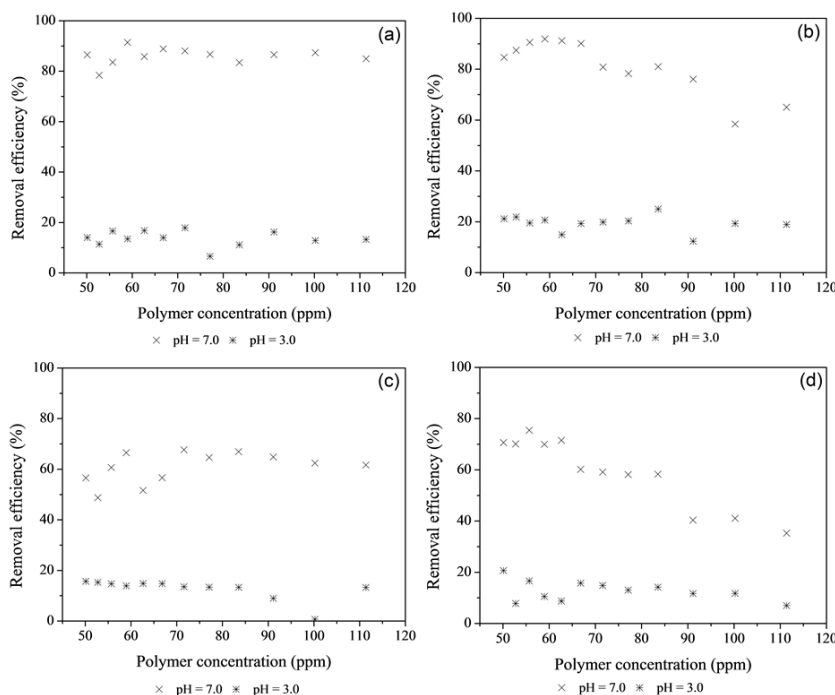 (a)
Removal efficiency (%)
100
80
60
40
20
0
50 60 70 80 90 100 110 120
Polymer concentration (ppm)
× pH = 7.0 ✳ pH = 3.0
(b)
Removal efficiency (%)
100
80
60
40
20
0
50 60 70 80 90 100 110 120
Polymer concentration (ppm)
× pH = 7.0 ✳ pH = 3.0
(c)
Removal efficiency (%)
100
80
60
40
20
0
50 60 70 80 90 100 110 120
Polymer concentration (ppm)
× pH = 7.0 ✳ pH = 3.0
(d)
Removal efficiency (%)
100
80
60
40
20
0
50 60 70 80 90 100 110 120
Polymer concentration (ppm)
× pH = 7.0 ✳ pH = 3.0